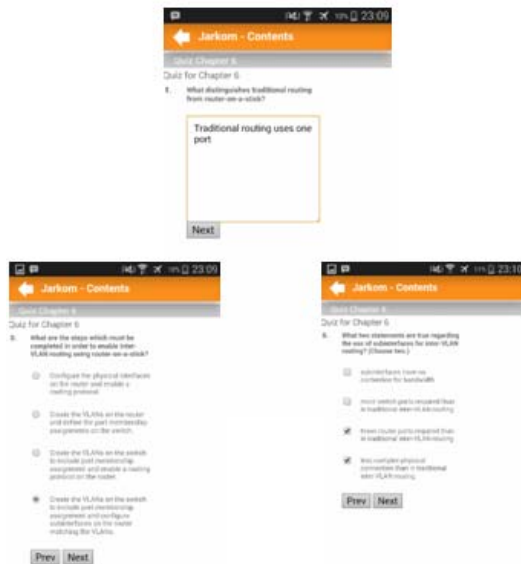 23:09
Jarkom - Contents
Quiz Chapter 6
Quiz for Chapter 6
What distinguishes traditional routing
from router-on-a-stick?
Traditional routing uses one
port
Next
23:09
Jarkom - Contents
Quiz Chapter 6
Quiz for Chapter 6
What are the steps which must be
completed in order to enable inter-
VLAN routing using router-on-a-stick?
Configure the physical interfaces
on the router and enable a
routing protocol.
Create the VLANs on the router
and define the port membership
assignments on the switch.
Create the VLANs on the switch
to include port membership
assignment and enable a routing
protocol on the router.
Create the VLANs on the switch
to include port membership
assignment and configure
subinterfaces on the router
matching the VLANs.
Prev Next
23:10
Jarkom - Contents
Quiz Chapter 6
Quiz for Chapter 6
What two statements are true regarding
the use of subinterfaces for inter-VLAN
routing? (Choose two.)
subinterfaces have no
contention for bandwidth
more switch ports required than
in traditional inter-VLAN routing
fewer router ports required than
in traditional inter-VLAN routing
less complex physical
connection than in traditional
inter-VLAN routing
Prev Next